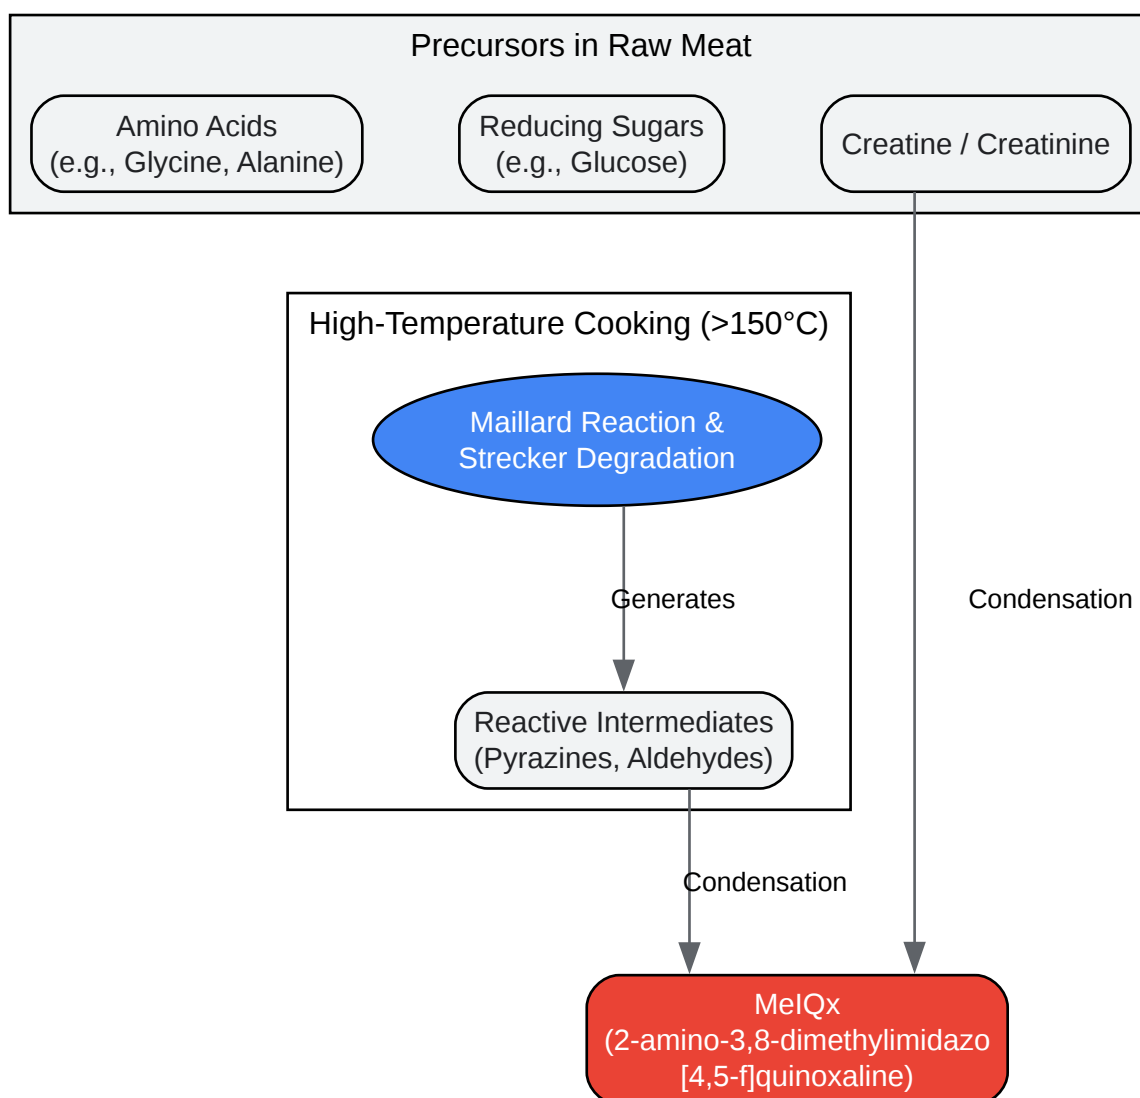 Precursors in Raw Meat
Amino Acids
(e.g., Glycine, Alanine)
Reducing Sugars
(e.g., Glucose)
Creatine / Creatinine
High-Temperature Cooking (>150°C)
Maillard Reaction &
Strecker Degradation
Generates
Condensation
Reactive Intermediates
(Pyrazines, Aldehydes)
Condensation
MeIQx
(2-amino-3,8-dimethylimidazo
[4,5-f]quinoxaline)